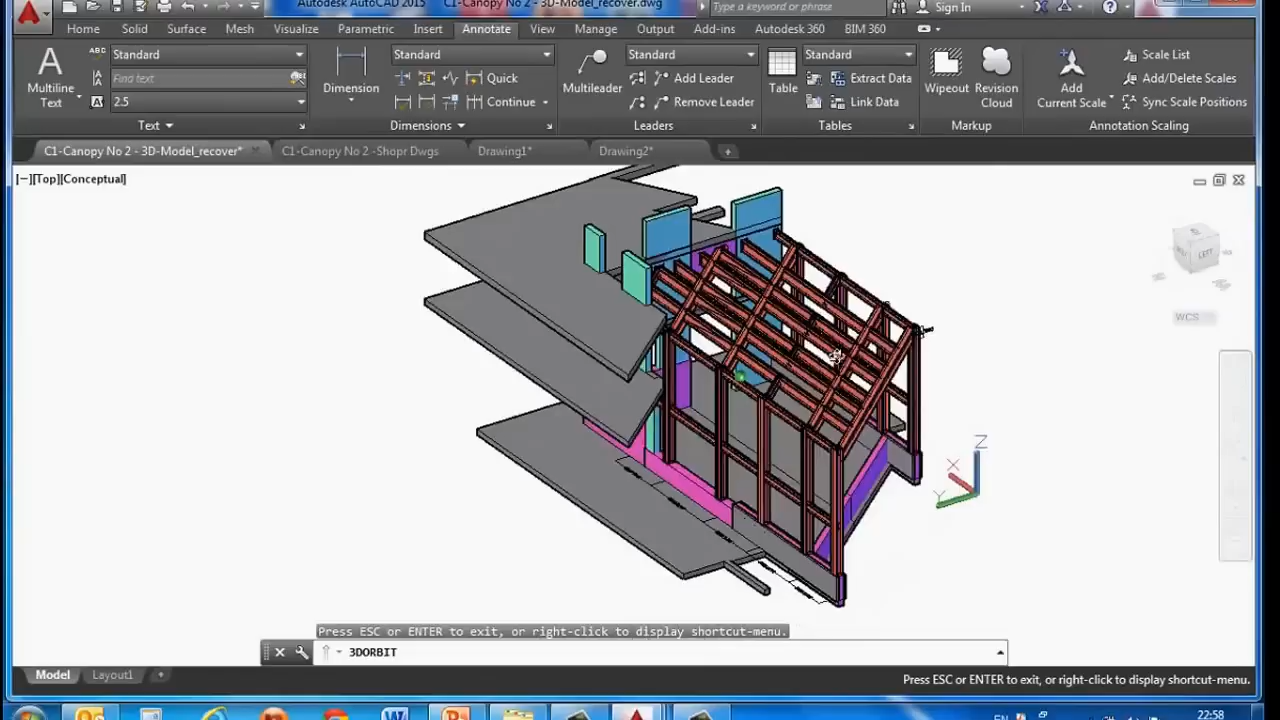 Autodesk AutoCAD 2015 C1-Canopy No 2 - 3D-Model_recover.dwg Type a keyword or phrase Sign In
Home Solid Surface Mesh Visualize Parametric Insert Annotate View Manage Output Add-ins Autodesk 360 BIM 360
Standard Standard Standard Standard Scale List
Find text Quick Add Leader Extract Data Add/Delete Scales
Multiline Text Dimension Multileader Table Wipeout Revision Cloud Add Current Scale
2.5 Continue Remove Leader Link Data Sync Scale Positions
Text Dimensions Leaders Tables Markup Annotation Scaling
C1-Canopy No 2 - 3D-Model_recover* C1-Canopy No 2 -Shopr Dwgs Drawing1* Drawing2*
[−][Top][Conceptual]
LEFT
WCS
Z
X
Y
Press ESC or ENTER to exit, or right-click to display shortcut-menu.
3DORBIT
Model Layout1
Press ESC or ENTER to exit, or right-click to display shortcut-menu.
EN 22:58